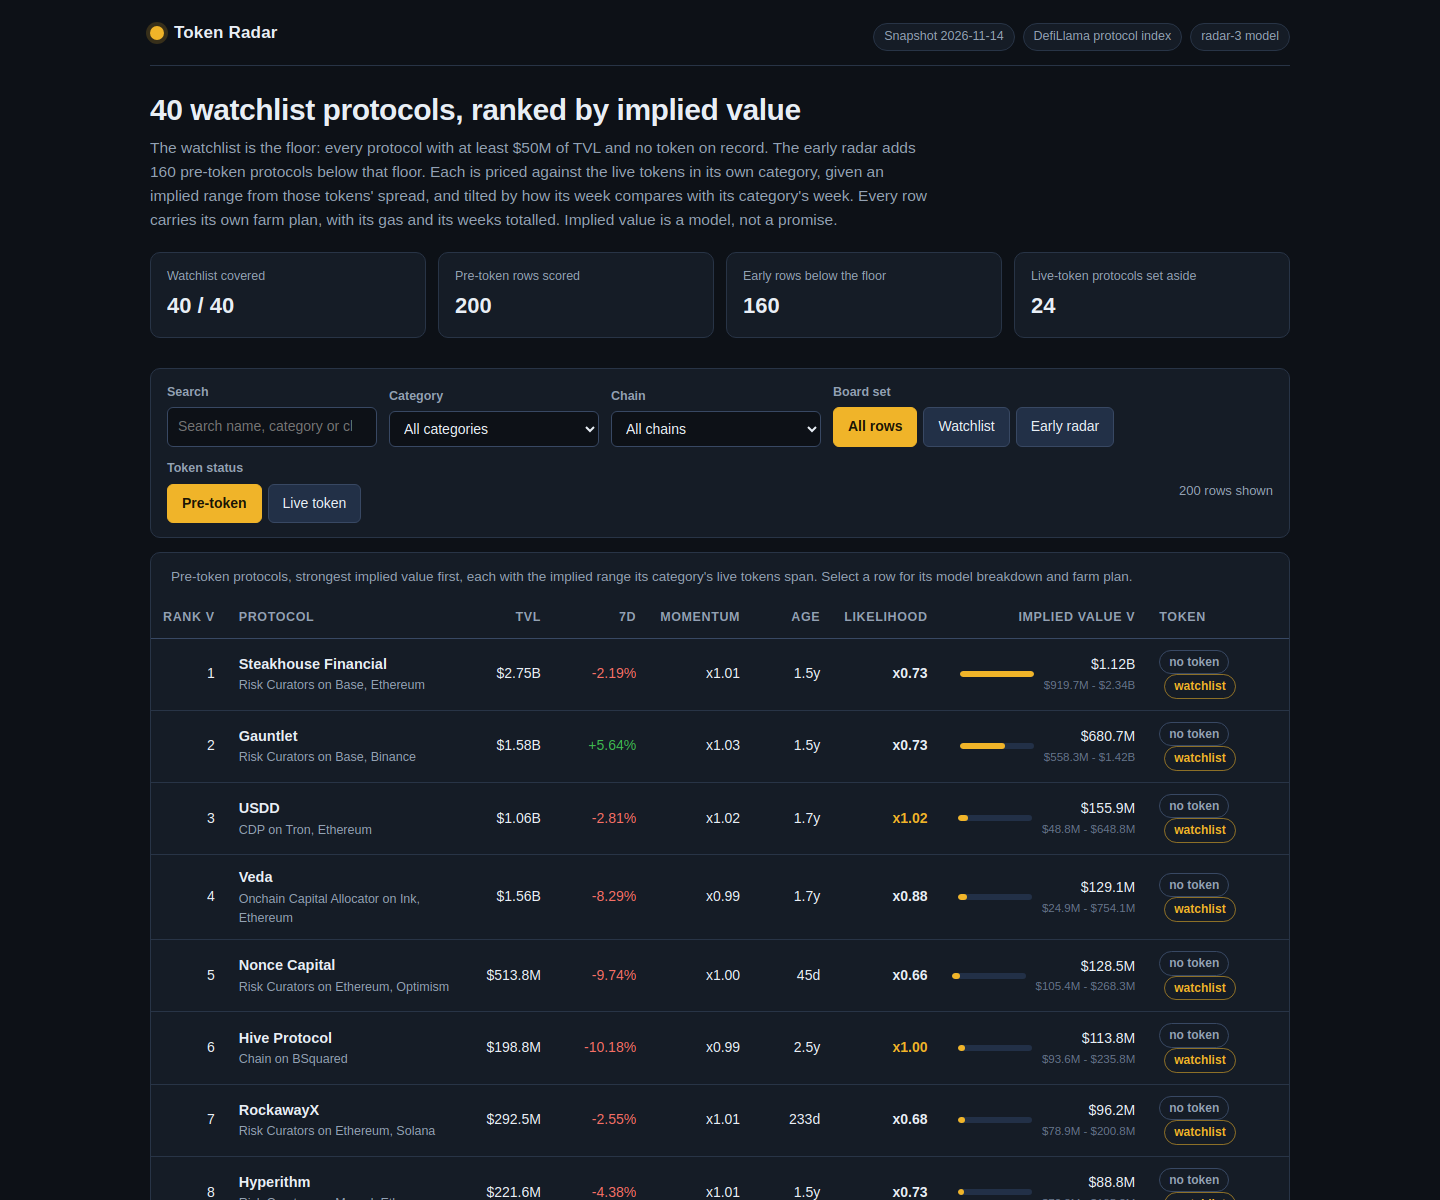 Token Radar
Snapshot 2026-11-14
DefiLlama protocol index
radar-3 model
40 watchlist protocols, ranked by implied value
The watchlist is the floor: every protocol with at least $50M of TVL and no token on record. The early radar adds
160 pre-token protocols below that floor. Each is priced against the live tokens in its own category, given an
implied range from those tokens' spread, and tilted by how its week compares with its category's week. Every row
carries its own farm plan, with its gas and its weeks totalled. Implied value is a model, not a promise.
Watchlist covered
40 / 40
Pre-token rows scored
200
Early rows below the floor
160
Live-token protocols set aside
24
Search
Search name, category or cl
Category
All categories
Chain
All chains
Board set
All rows
Watchlist
Early radar
Token status
Pre-token
Live token
200 rows shown
Pre-token protocols, strongest implied value first, each with the implied range its category's live tokens span. Select a row for its model breakdown and farm plan.
RANK V PROTOCOL TVL 7D MOMENTUM AGE LIKELIHOOD IMPLIED VALUE V TOKEN
1 Steakhouse Financial $2.75B -2.19% x1.01 1.5y x0.73 $1.12B no token
Risk Curators on Base, Ethereum $919.7M - $2.34B watchlist
2 Gauntlet $1.58B +5.64% x1.03 1.5y x0.73 $680.7M no token
Risk Curators on Base, Binance $558.3M - $1.42B watchlist
3 USDD $1.06B -2.81% x1.02 1.7y x1.02 $155.9M no token
CDP on Tron, Ethereum $48.8M - $648.8M watchlist
4 Veda $1.56B -8.29% x0.99 1.7y x0.88 $129.1M no token
Onchain Capital Allocator on Ink, $24.9M - $754.1M watchlist
Ethereum
5 Nonce Capital $513.8M -9.74% x1.00 45d x0.66 $128.5M no token
Risk Curators on Ethereum, Optimism $105.4M - $268.3M watchlist
6 Hive Protocol $198.8M -10.18% x0.99 2.5y x1.00 $113.8M no token
Chain on BSquared $93.6M - $235.8M watchlist
7 RockawayX $292.5M -2.55% x1.01 233d x0.68 $96.2M no token
Risk Curators on Ethereum, Solana $78.9M - $200.8M watchlist
8 Hyperithm $221.6M -4.38% x1.01 1.5y x0.73 $88.8M no token